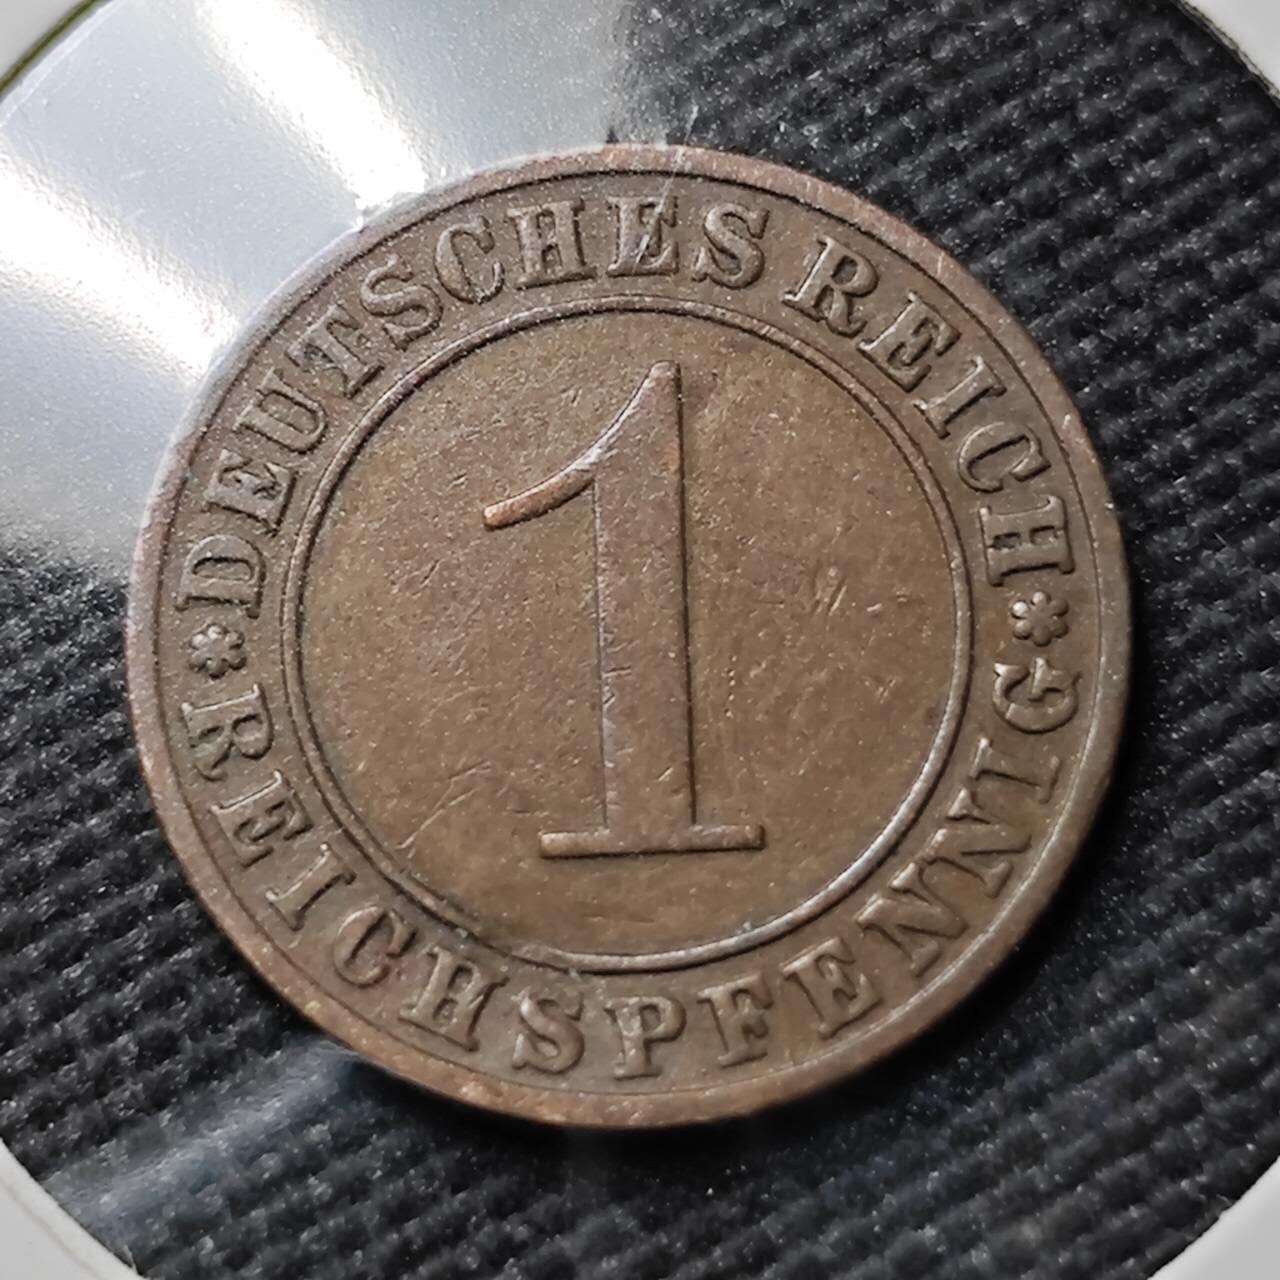 DEUTSCHES REICH
1
REICHSPFENNIG